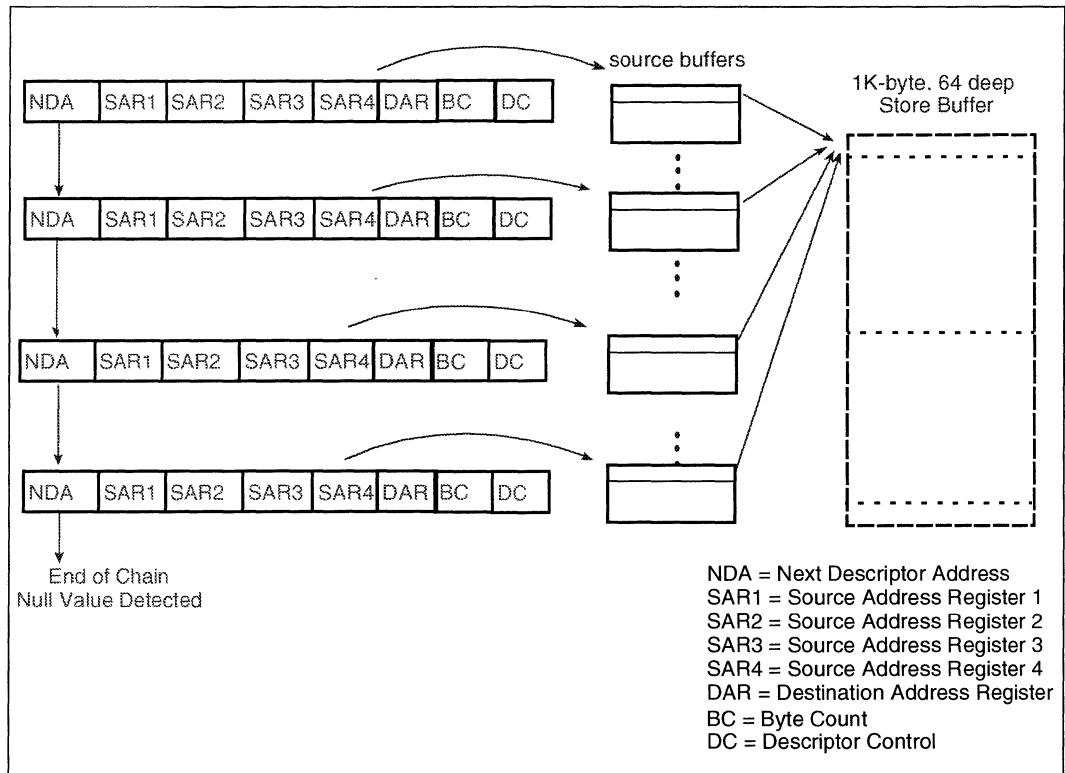 source buffers
1K-byte. 64 deep
Store Buffer
NDA SAR1 SAR2 SAR3 SAR4 DAR BC DC
NDA SAR1 SAR2 SAR3 SAR4 DAR BC DC
NDA SAR1 SAR2 SAR3 SAR4 DAR BC DC
NDA SAR1 SAR2 SAR3 SAR4 DAR BC DC
End of Chain
Null Value Detected
NDA = Next Descriptor Address
SAR1 = Source Address Register 1
SAR2 = Source Address Register 2
SAR3 = Source Address Register 3
SAR4 = Source Address Register 4
DAR = Destination Address Register
BC = Byte Count
DC = Descriptor Control